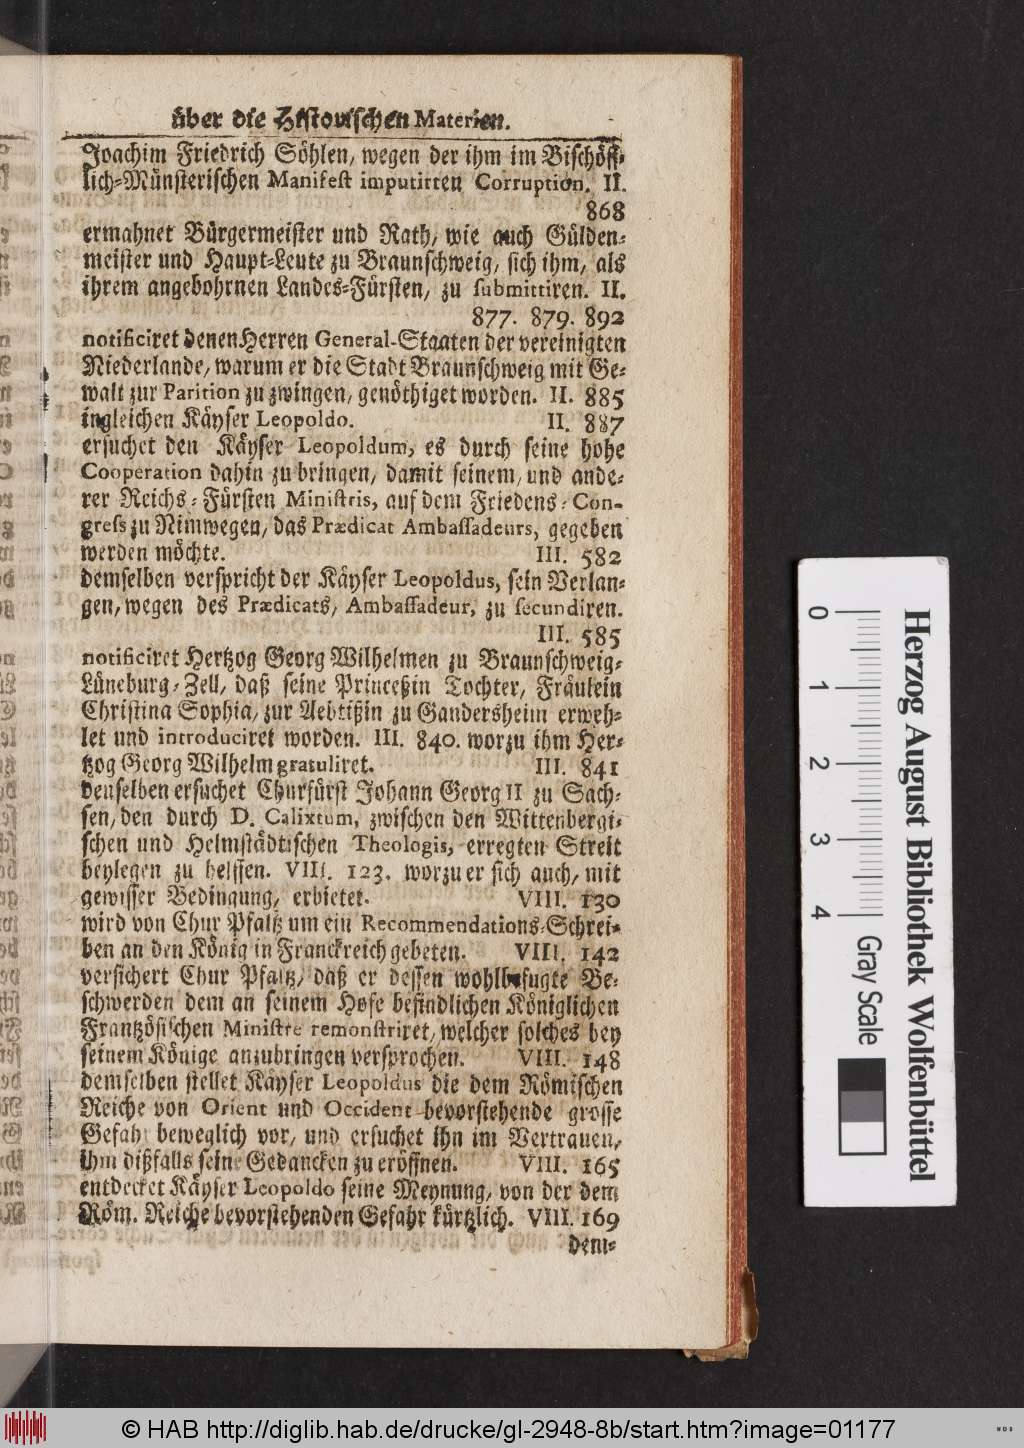 über die Historischen Materien.
Joachim Friedrich Söhlen, wegen der ihm im Bischöff-
lich-Münsterischen Manifest imputirten Corruption. II.
868
ermahnet Bürgermeister und Rath, wie auch Gülden-
meister und Haupt-Leute zu Braunschweig, sich ihm, als
ihrem angebohrnen Landes-Fürsten, zu submittiren. II.
877. 879. 892
notificiret denen Herren General-Staaten der vereinigten
Niederlande, warum er die Stadt Braunschweig mit Ge-
walt zur Parition zu zwingen, genöthiget worden. II. 885
ingleichen Käyser Leopoldo. II. 887
ersuchet den Käyser Leopoldum, es durch seine hohe
Cooperation dahin zu bringen, damit seinem, und ande-
rer Reichs-Fürsten Ministris, auf dem Friedens-Con-
gress zu Nimwegen, das Prædicat Ambassadeurs, gegeben
werden möchte. III. 582
demselben verspricht der Käyser Leopoldus, sein Verlan-
gen, wegen des Prædicats, Ambassadeur, zu secundiren.
III. 585
notificiret Hertzog Georg Wilhelmen zu Braunschweig-
Lüneburg-Zell, daß seine Princeßin Tochter, Fräulein
Christina Sophia, zur Aebtißin zu Gandersheim erweh-
let und introduciret worden. III. 840. worzu ihm Her-
tzog Georg Wilhelm gratuliret. III. 841
denselben ersuchet Churfürst Johann Georg II zu Sach-
sen, den durch D. Calixtum, zwischen den Wittenbergi-
schen und Helmstädtischen Theologis, erregten Streit
beylegen zu helffen. VIII. 123. worzu er sich auch, mit
gewisser Bedingung, erbietet. VIII. 130
wird von Chur Pfaltz um ein Recommendations-Schrei-
ben an den König in Franckreich gebeten. VIII. 142
versichert Chur Pfaltz, daß er dessen wohlbefugte Be-
schwerden dem an seinem Hofe befindlichen Königlichen
Frantzösischen Ministre remonstriret, welcher solches bey
seinem Könige anzubringen versprochen. VIII. 148
demselben stellet Käyser Leopoldus die dem Römischen
Reiche von Orient und Occident bevorstehende grosse
Gefahr beweglich vor, und ersuchet ihn im Vertrauen,
ihm dißfalls seine Gedancken zu eröffnen. VIII. 165
entdecket Käyser Leopoldo seine Meynung, von der dem
Röm. Reiche bevorstehenden Gefahr kürtzlich. VIII. 169
dem-
Herzog August Bibliothek Wolfenbüttel
0 1 2 3 4 Gray Scale
© HAB http://diglib.hab.de/drucke/gl-2948-8b/start.htm?image=01177